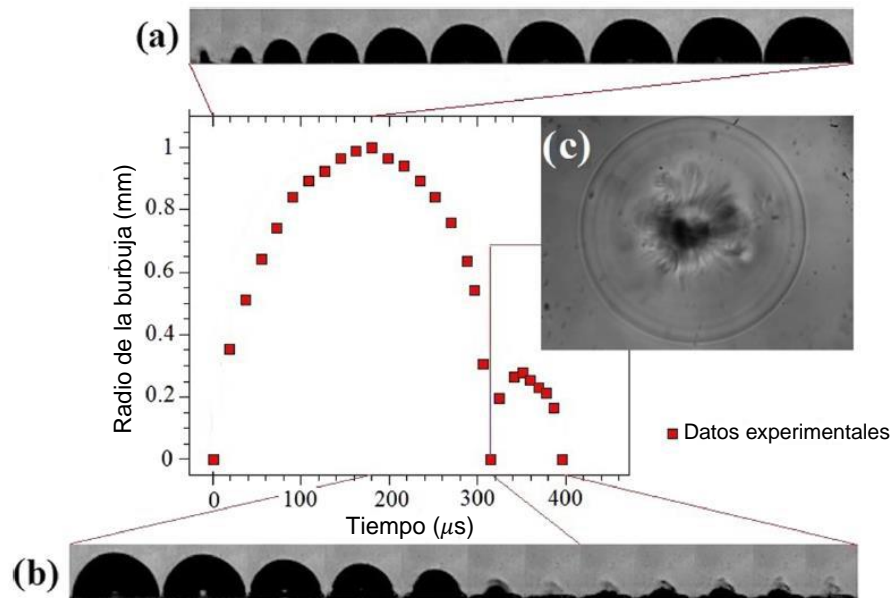 (a)
(c)
1
0.8
0.6
0.4
0.2
0
Radio de la burbuja (mm)
0 100 200 300 400
Tiempo (μs)
Datos experimentales
(b)